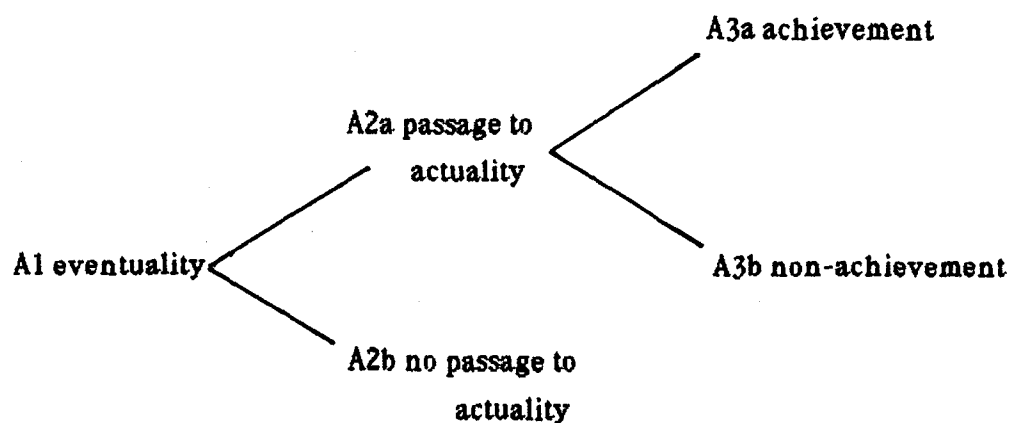 A3a achievement
A2a passage to
actuality
A1 eventuality
A3b non-achievement
A2b no passage to
actuality